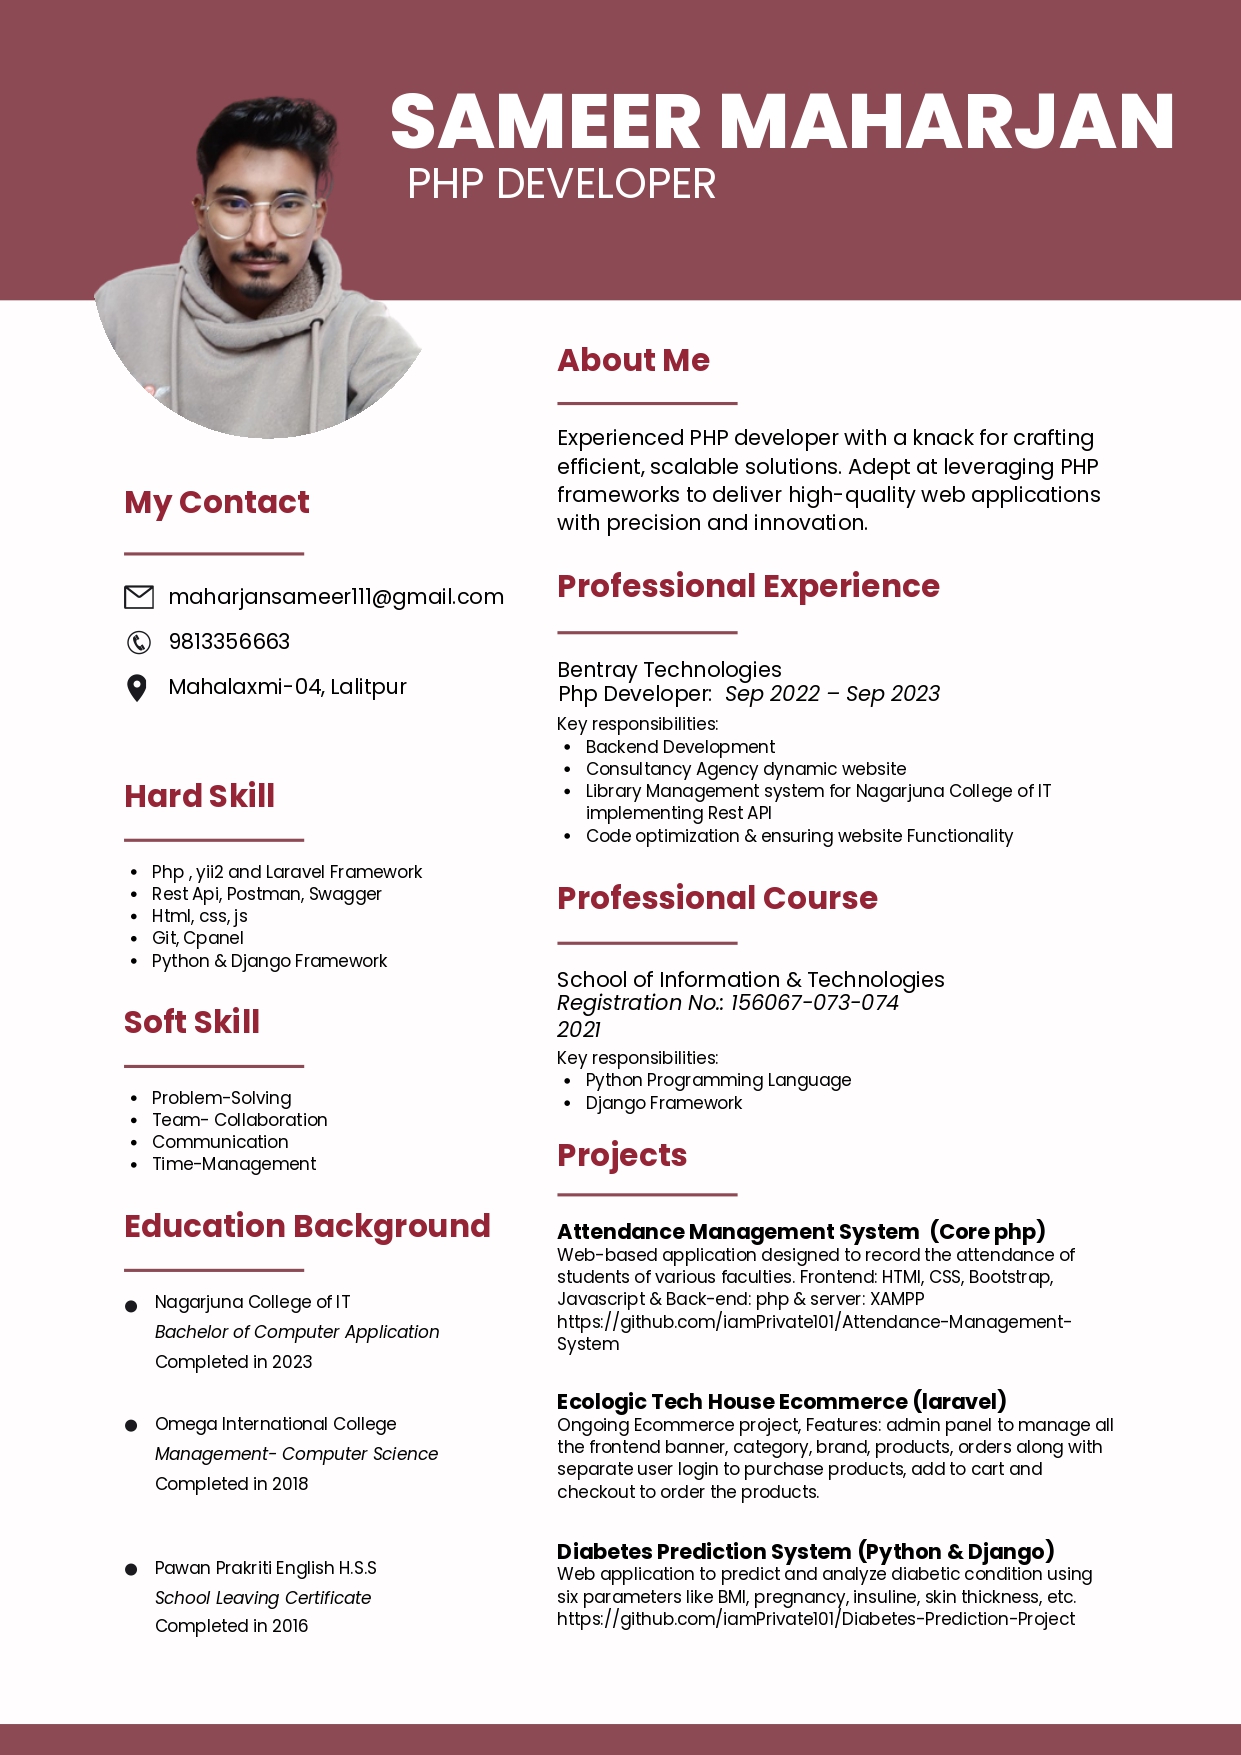 SAMEER MAHARJAN
PHP DEVELOPER
My Contact
maharjansameer111@gmail.com
9813356663
Mahalaxmi-04, Lalitpur
Hard Skill
• Php , yii2 and Laravel Framework
• Rest Api, Postman, Swagger
• Html, css, js
• Git, Cpanel
• Python & Django Framework
Soft Skill
• Problem-Solving
• Team- Collaboration
• Communication
• Time-Management
Education Background
Nagarjuna College of IT
Bachelor of Computer Application
Completed in 2023
Omega International College
Management- Computer Science
Completed in 2018
Pawan Prakriti English H.S.S
School Leaving Certificate
Completed in 2016
About Me
Experienced PHP developer with a knack for crafting
efficient, scalable solutions. Adept at leveraging PHP
frameworks to deliver high-quality web applications
with precision and innovation.
Professional Experience
Bentray Technologies
Php Developer: Sep 2022 – Sep 2023
Key responsibilities:
• Backend Development
• Consultancy Agency dynamic website
• Library Management system for Nagarjuna College of IT
implementing Rest API
• Code optimization & ensuring website Functionality
Professional Course
School of Information & Technologies
Registration No.: 156067-073-074
2021
Key responsibilities:
• Python Programming Language
• Django Framework
Projects
Attendance Management System (Core php)
Web-based application designed to record the attendance of
students of various faculties. Frontend: HTMl, CSS, Bootstrap,
Javascript & Back-end: php & server: XAMPP
https://github.com/iamPrivate101/Attendance-Management-
System
Ecologic Tech House Ecommerce (laravel)
Ongoing Ecommerce project, Features: admin panel to manage all
the frontend banner, category, brand, products, orders along with
separate user login to purchase products, add to cart and
checkout to order the products.
Diabetes Prediction System (Python & Django)
Web application to predict and analyze diabetic condition using
six parameters like BMI, pregnancy, insuline, skin thickness, etc.
https://github.com/iamPrivate101/Diabetes-Prediction-Project